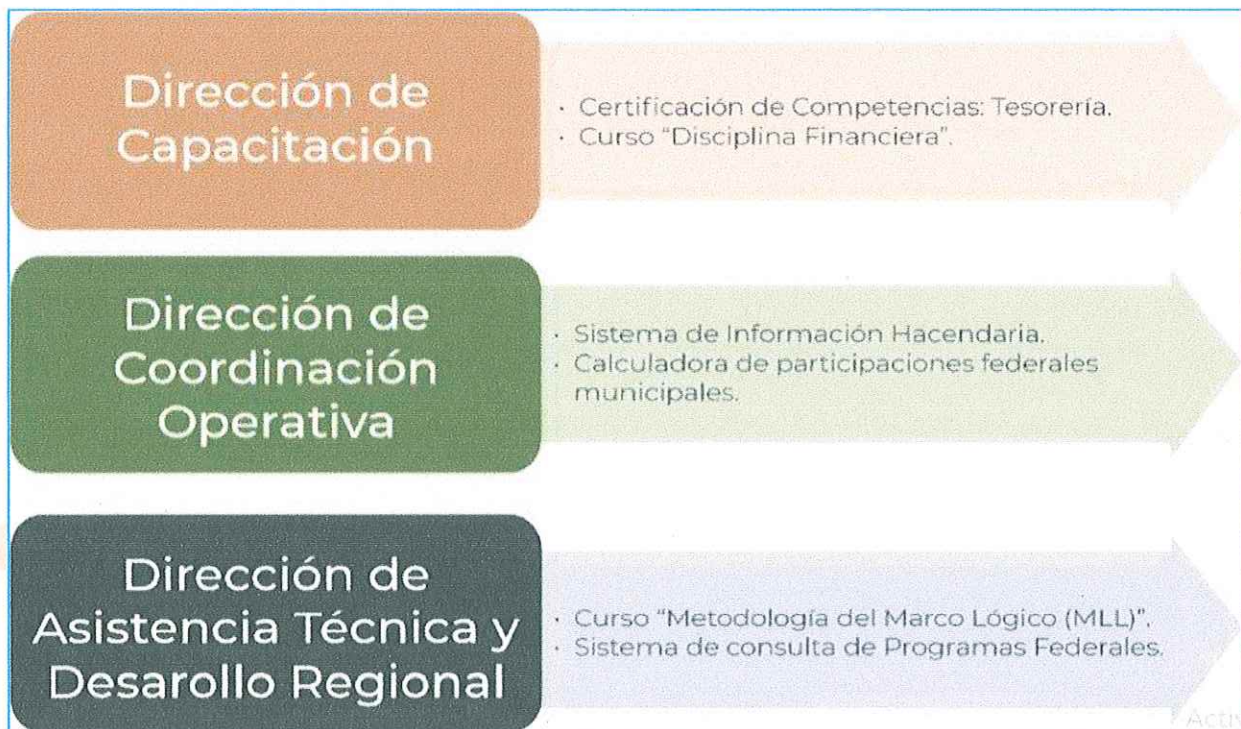 Dirección de
Capacitación
· Certificación de Competencias: Tesorería.
· Curso “Disciplina Financiera”.
Dirección de
Coordinación
Operativa
· Sistema de Información Hacendaria.
· Calculadora de participaciones federales
municipales.
Dirección de
Asistencia Técnica y
Desarollo Regional
· Curso “Metodología del Marco Lógico (MLL)”.
· Sistema de consulta de Programas Federales.
Activ